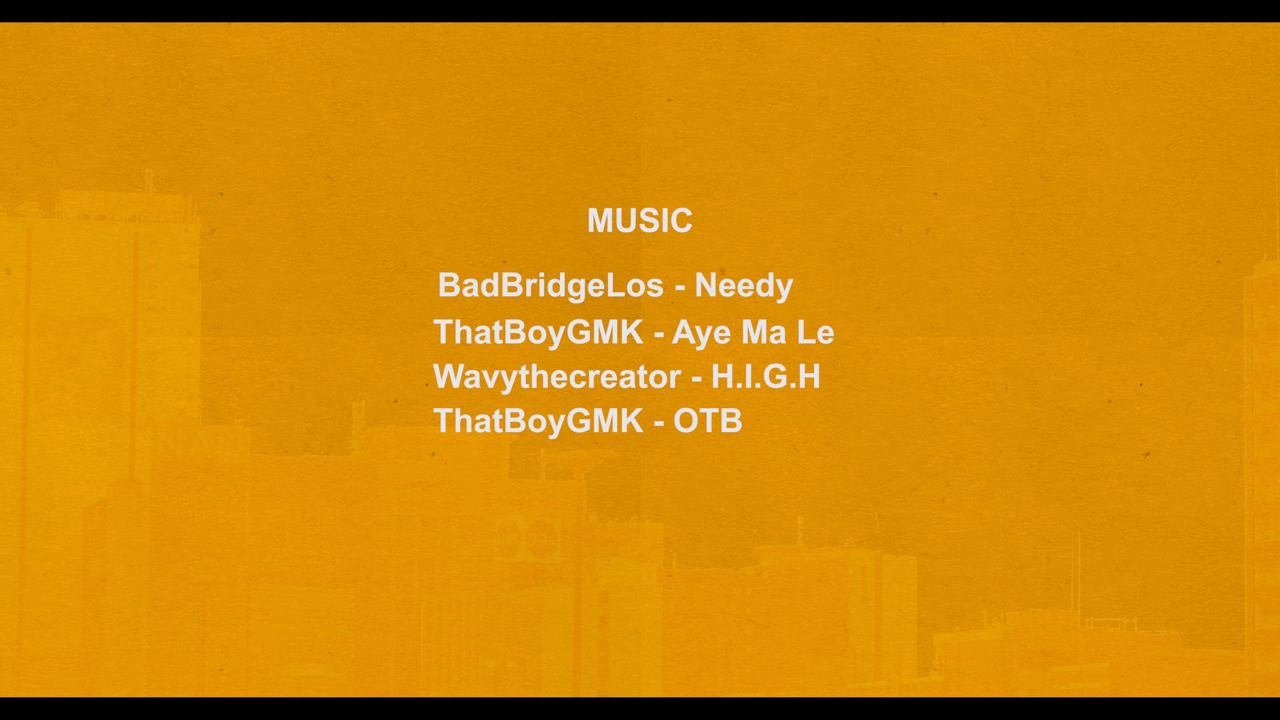 MUSIC
BadBridgeLos - Needy
ThatBoyGMK - Aye Ma Le
Wavythecreator - H.I.G.H
ThatBoyGMK - OTB